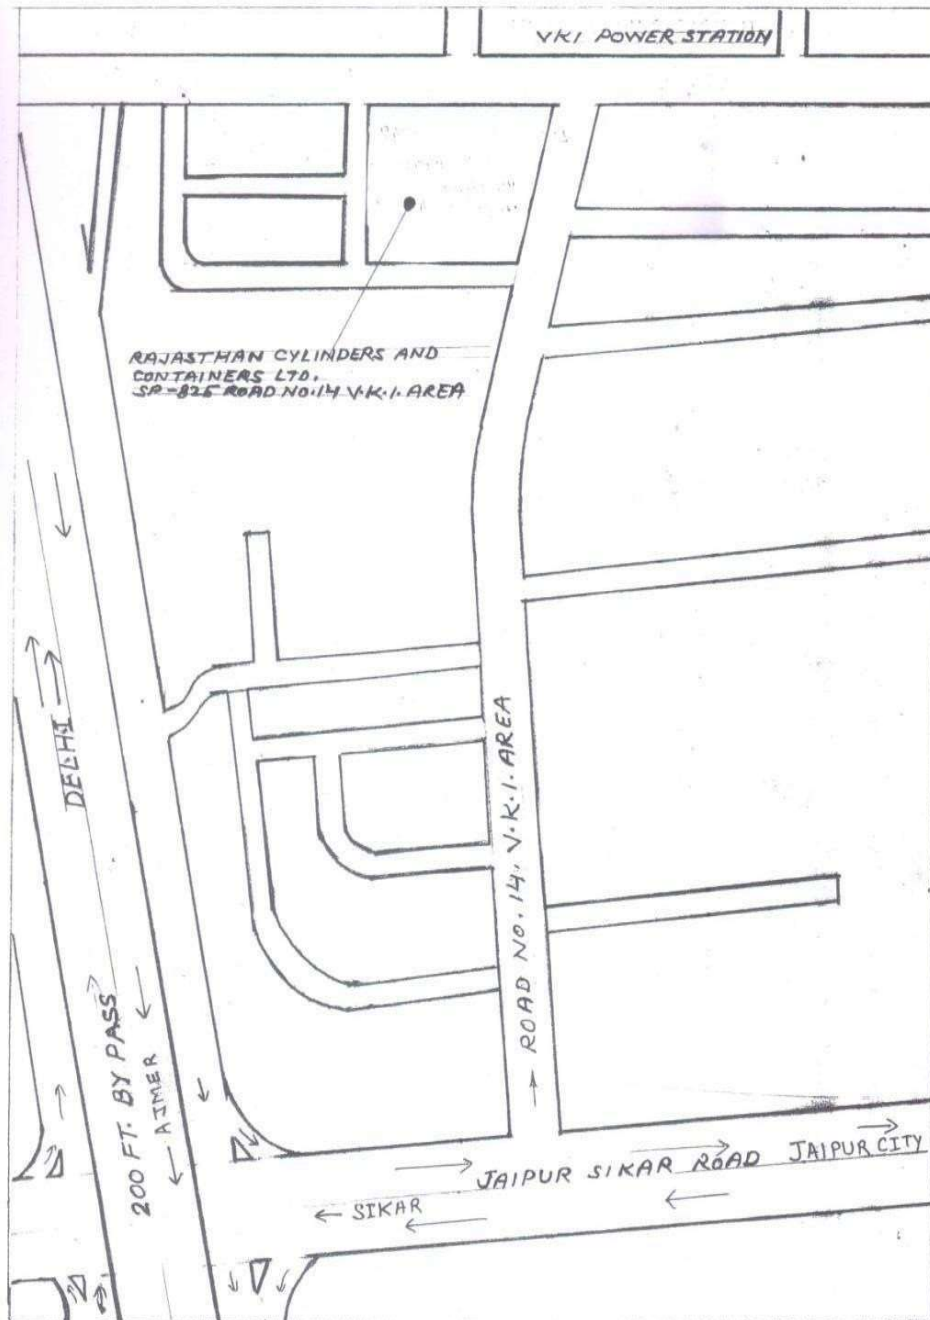 VKI POWER STATION
RAJASTHAN CYLINDERS AND
CONTAINERS LTD.
SP-825 ROAD NO.14 V.K.I. AREA
DELHI
ROAD NO. 14, V.K.I. AREA
200 FT. BY PASS
AJMER
JAIPUR SIKAR ROAD
JAIPUR CITY
SIKAR